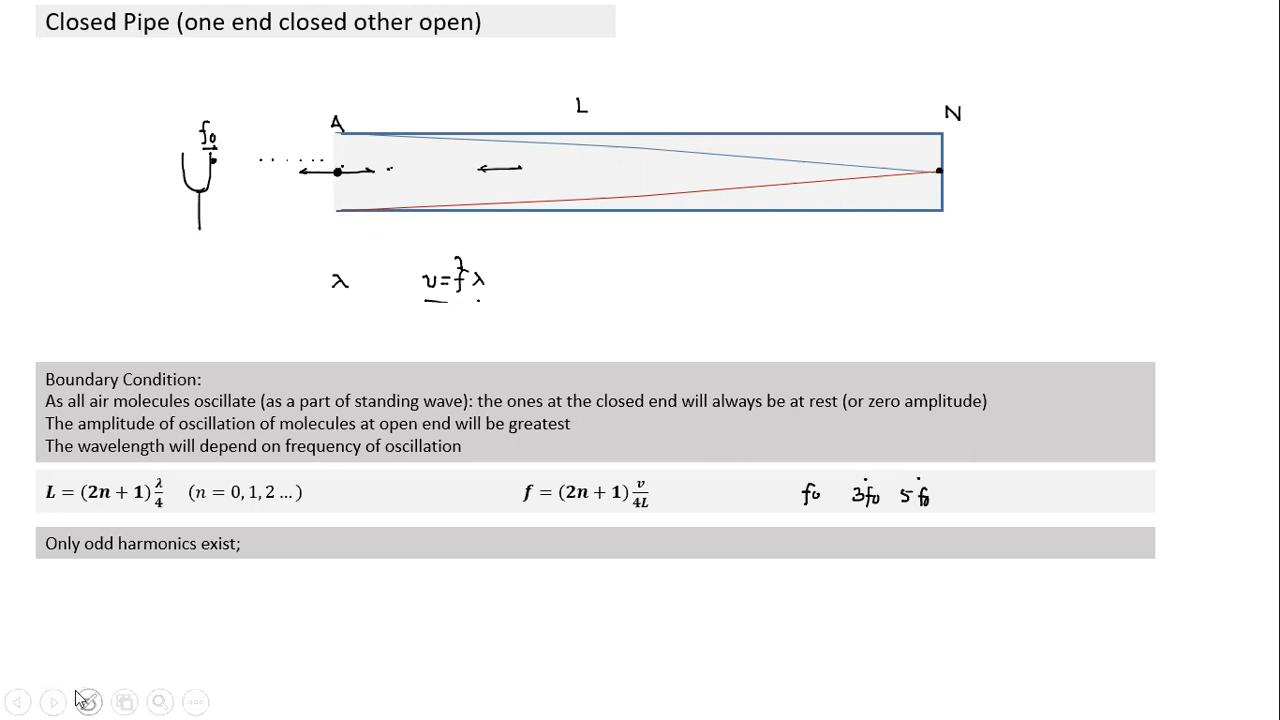 Closed Pipe (one end closed other open)
L
A
N
f₀
λ
v=fλ
Boundary Condition:
As all air molecules oscillate (as a part of standing wave): the ones at the closed end will always be at rest (or zero amplitude)
The amplitude of oscillation of molecules at open end will be greatest
The wavelength will depend on frequency of oscillation
L = (2n + 1) λ/4 (n = 0, 1, 2 …) f = (2n + 1) v/4L f₀ 3f₀ 5f₀
Only odd harmonics exist;